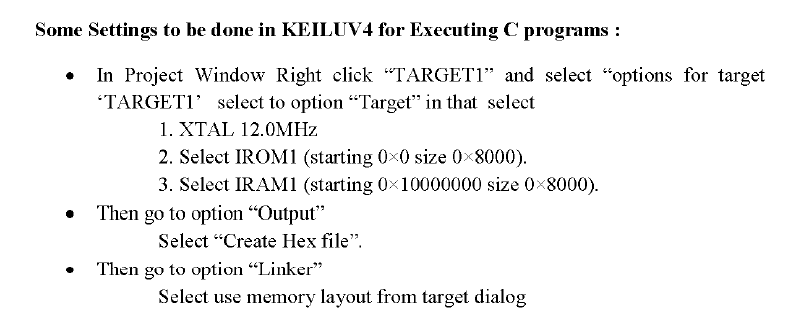 Some Settings to be done in KEILUV4 for Executing C programs :
• In Project Window Right click “TARGET1” and select “options for target
‘TARGET1’ select to option “Target” in that select
1. XTAL 12.0MHz
2. Select IROM1 (starting 0×0 size 0×8000).
3. Select IRAM1 (starting 0×10000000 size 0×8000).
• Then go to option “Output”
Select “Create Hex file”.
• Then go to option “Linker”
Select use memory layout from target dialog